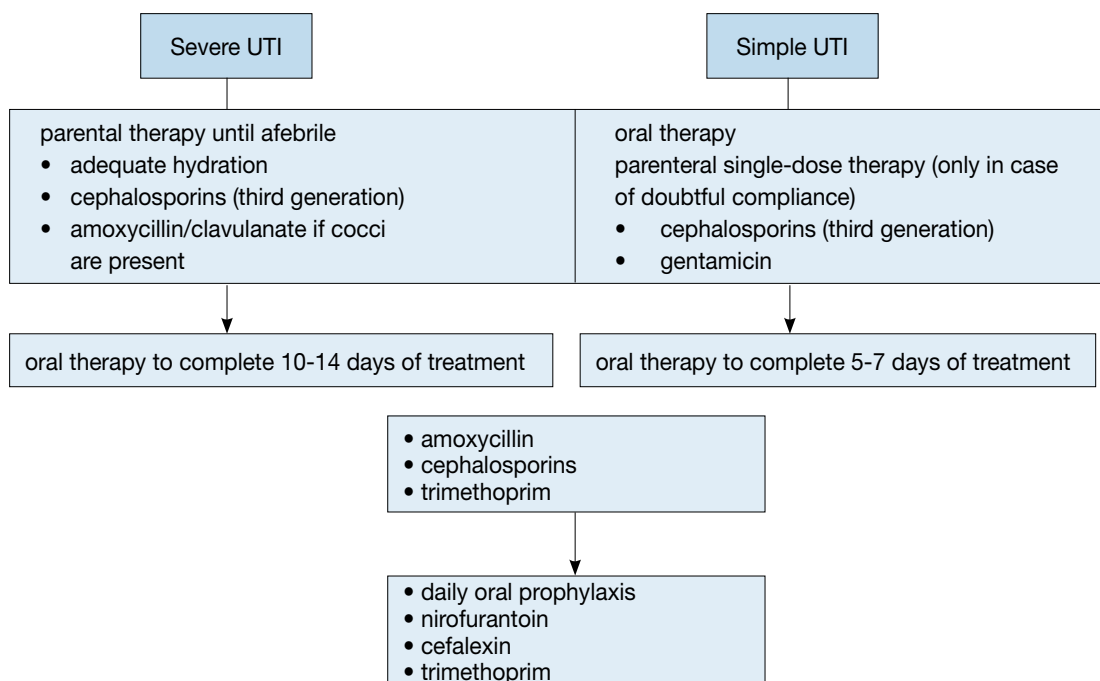 Severe UTI
Simple UTI
parental therapy until afebrile
• adequate hydration
• cephalosporins (third generation)
• amoxycillin/clavulanate if cocci
are present
oral therapy
parenteral single-dose therapy (only in case
of doubtful compliance)
• cephalosporins (third generation)
• gentamicin
oral therapy to complete 10-14 days of treatment
oral therapy to complete 5-7 days of treatment
• amoxycillin
• cephalosporins
• trimethoprim
• daily oral prophylaxis
• nirofurantoin
• cefalexin
• trimethoprim